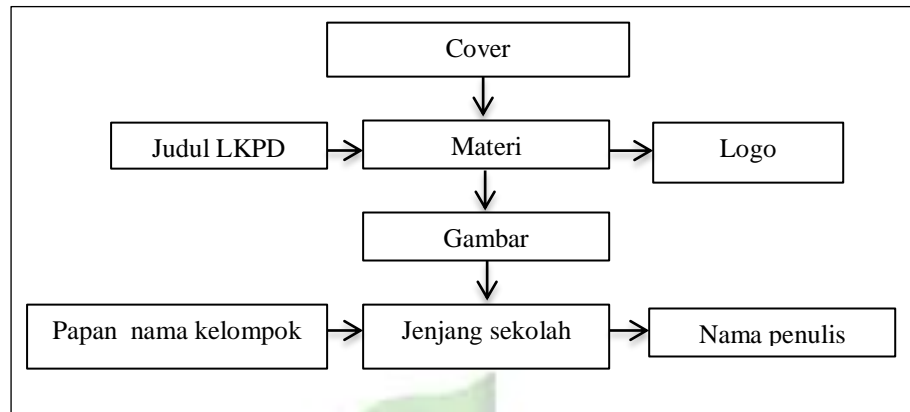 Cover
Judul LKPD
Materi
Logo
Gambar
Papan nama kelompok
Jenjang sekolah
Nama penulis